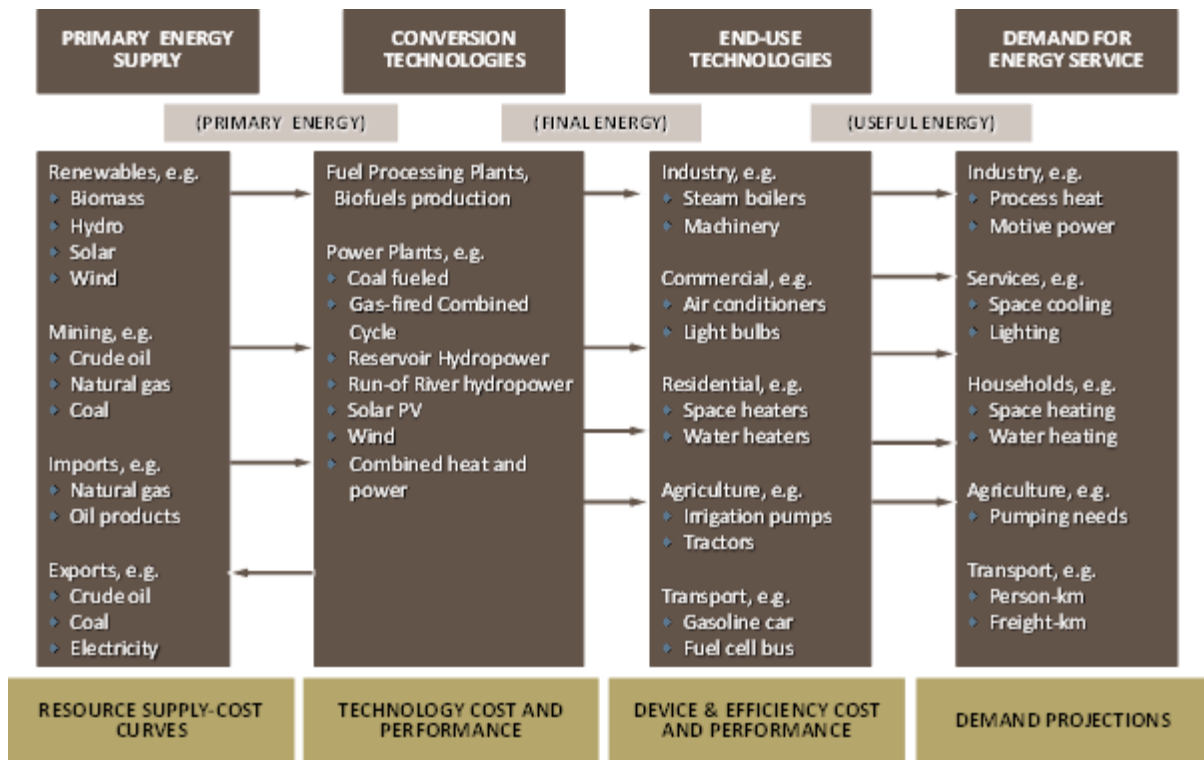 PRIMARY ENERGY
SUPPLY
CONVERSION
TECHNOLOGIES
END-USE
TECHNOLOGIES
DEMAND FOR
ENERGY SERVICE
(PRIMARY ENERGY)
(FINAL ENERGY)
(USEFUL ENERGY)
Renewables, e.g.
Biomass
Hydro
Solar
Wind
Mining, e.g.
Crude oil
Natural gas
Coal
Imports, e.g.
Natural gas
Oil products
Exports, e.g.
Crude oil
Coal
Electricity
Fuel Processing Plants,
Biofuels production
Power Plants, e.g.
Coal fueled
Gas-fired Combined
Cycle
Reservoir Hydropower
Run-of River hydropower
Solar PV
Wind
Combined heat and
power
Industry, e.g.
Steam boilers
Machinery
Commercial, e.g.
Air conditioners
Light bulbs
Residential, e.g.
Space heaters
Water heaters
Agriculture, e.g.
Irrigation pumps
Tractors
Transport, e.g.
Gasoline car
Fuel cell bus
Industry, e.g.
Process heat
Motive power
Services, e.g.
Space cooling
Lighting
Households, e.g.
Space heating
Water heating
Agriculture, e.g.
Pumping needs
Transport, e.g.
Person-km
Freight-km
RESOURCE SUPPLY-COST
CURVES
TECHNOLOGY COST AND
PERFORMANCE
DEVICE & EFFICIENCY COST
AND PERFORMANCE
DEMAND PROJECTIONS